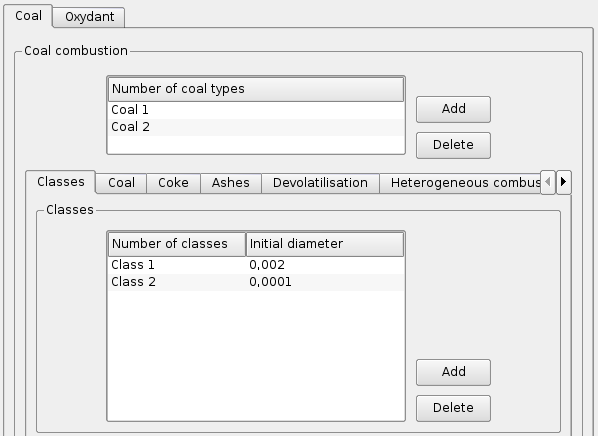 Coal Oxydant
Coal combustion
Number of coal types
Coal 1
Coal 2
Add
Delete
Classes Coal Coke Ashes Devolatilisation Heterogeneous combus
Classes
Number of classes Initial diameter
Class 1 0,002
Class 2 0,0001
Add
Delete